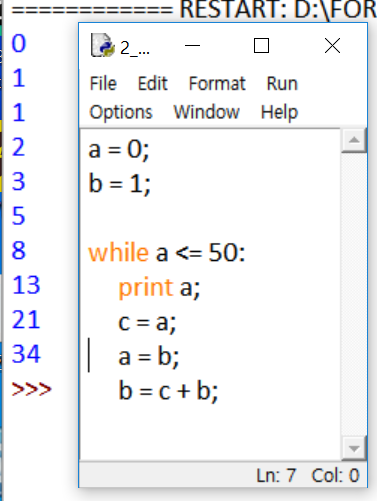 ============ RESTART: D:\FOR
0
1
1
2
3
5
8
13
21
34
>>>
2_...
File Edit Format Run
Options Window Help
a = 0;
b = 1;
while a <= 50:
print a;
c = a;
a = b;
b = c + b;
Ln: 7 Col: 0